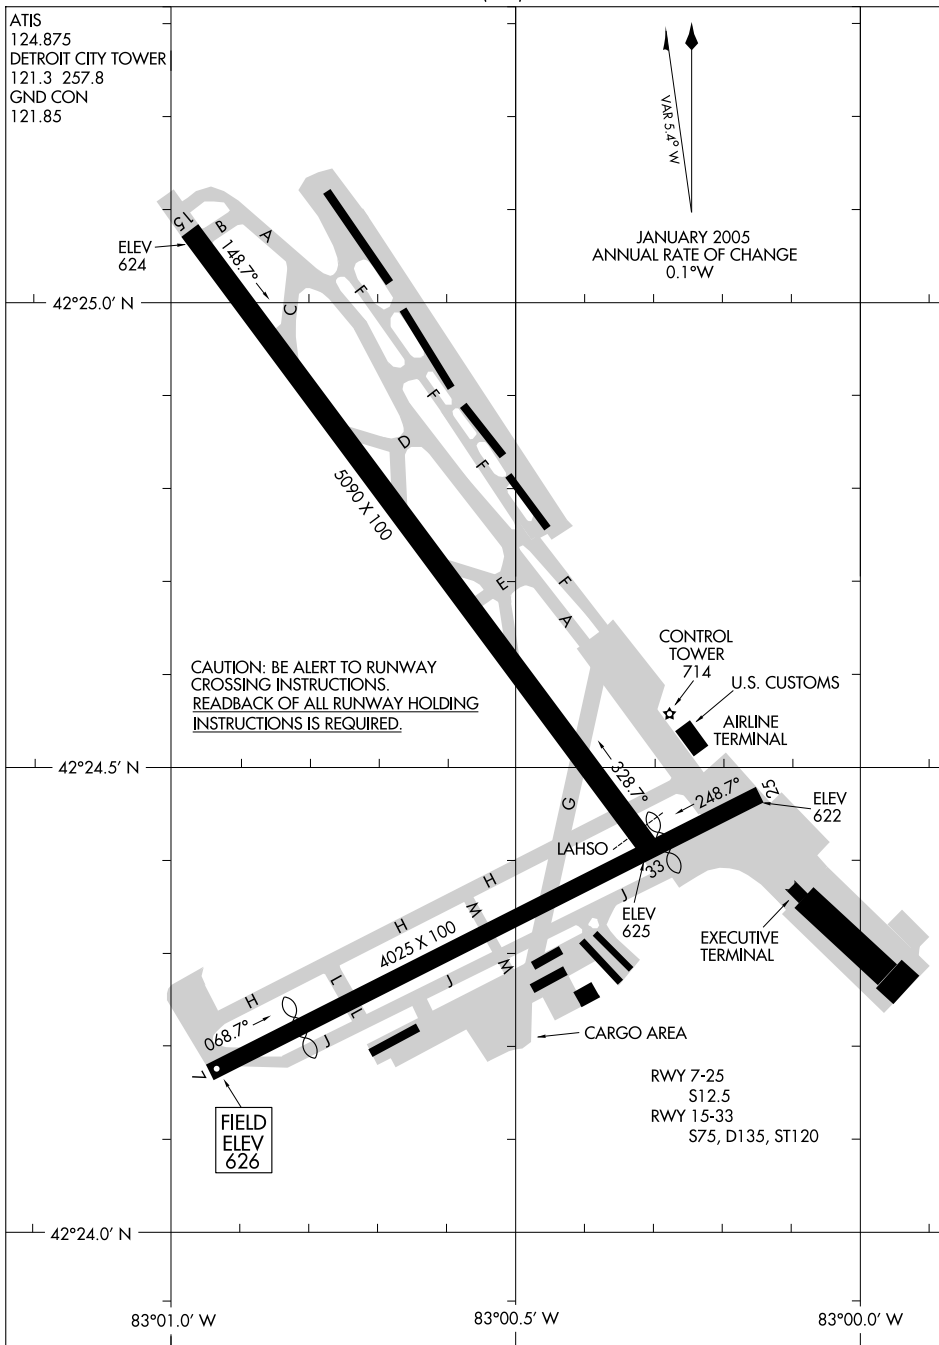 ATIS
124.875
DETROIT CITY TOWER
121.3 257.8
GND CON
121.85
VAR 5.4° W
JANUARY 2005
ANNUAL RATE OF CHANGE
0.1°W
15
B
A
ELEV
624
148.7°
42°25.0' N
C
F
F
D
F
5090 X 100
E
F
A
CAUTION: BE ALERT TO RUNWAY
CROSSING INSTRUCTIONS.
READBACK OF ALL RUNWAY HOLDING
INSTRUCTIONS IS REQUIRED.
CONTROL
TOWER
714
U.S. CUSTOMS
AIRLINE
TERMINAL
42°24.5' N
328.7°
248.7°
25
ELEV
622
G
LAHSO
33
H
J
ELEV
625
M
H
4025 X 100
EXECUTIVE
TERMINAL
M
L
J
H
L
068.7°
J
CARGO AREA
7
RWY 7-25
S12.5
RWY 15-33
S75, D135, ST120
FIELD
ELEV
626
42°24.0' N
83°01.0' W
83°00.5' W
83°00.0' W